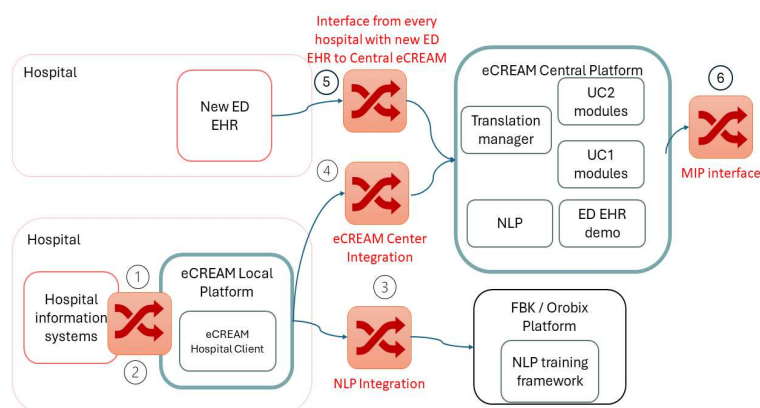 Interface from every
hospital with new ED
EHR to Central eCREAM
Hospital
5
New ED
EHR
eCREAM Central Platform
UC2
modules
Translation
manager
UC1
modules
NLP
ED EHR
demo
6
MIP interface
4
eCREAM Center
Integration
Hospital
1
Hospital
information
systems
2
eCREAM Local
Platform
eCREAM
Hospital Client
3
NLP Integration
FBK / Orobix
Platform
NLP training
framework